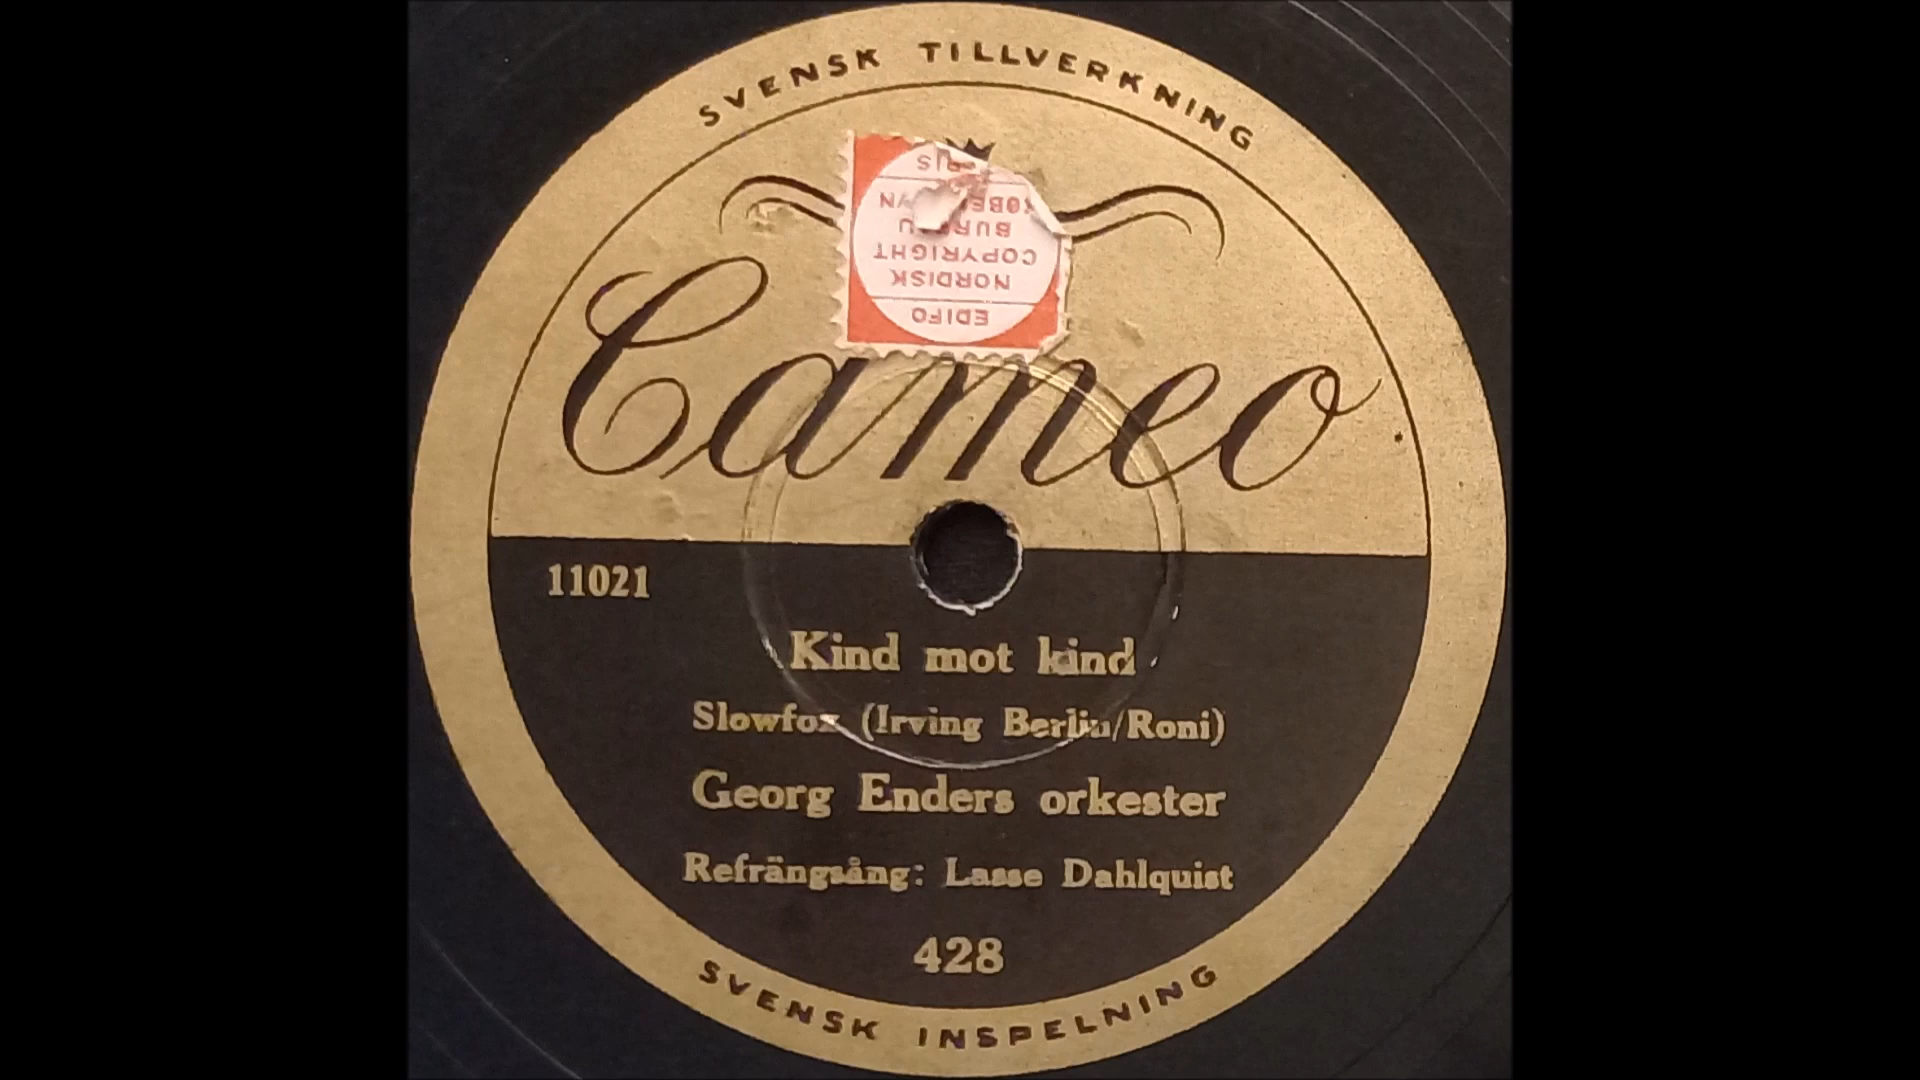 SVENSK TILLVERKNING
EDIFO
NORDISK
COPYRIGHT
Cameo
11021
Kind mot kind
Slowfox (Irving Berlin/Roni)
Georg Enders orkester
Refrängsång: Lasse Dahlquist
428
SVENSK INSPELNING